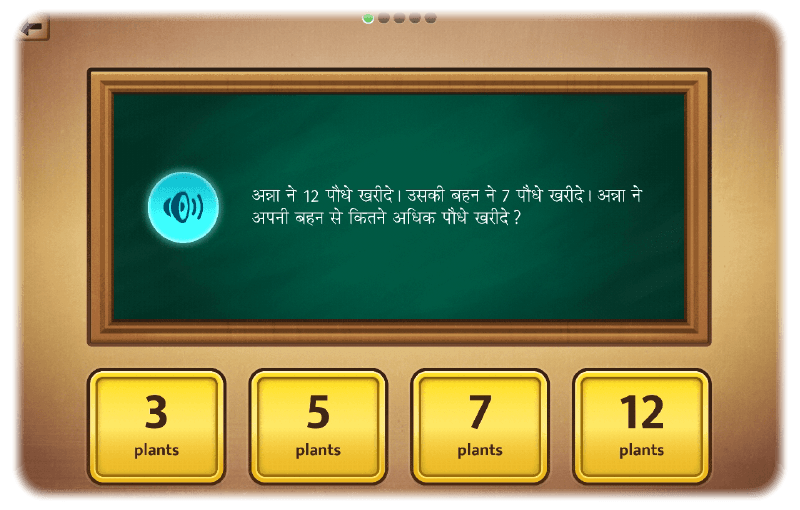 अन्ना ने 12 पौधे खरीदे। उसकी बहन ने 7 पौधे खरीदे। अन्ना ने
अपनी बहन से कितने अधिक पौधे खरीदे?
3
plants
5
plants
7
plants
12
plants